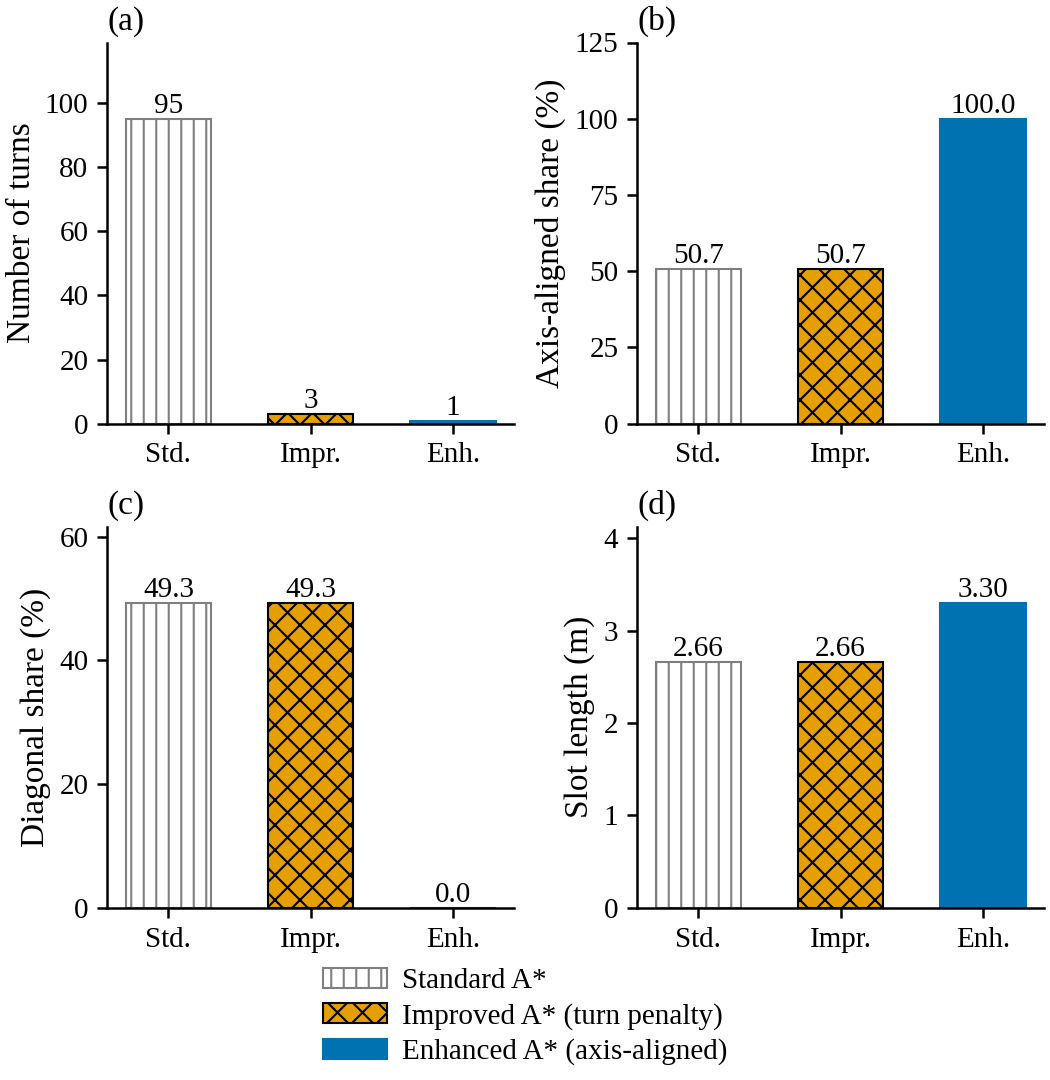 (a)
Number of turns
100
80
60
40
20
0
95
3
1
Std.
Impr.
Enh.
(b)
Axis-aligned share (%)
125
100
75
50
25
0
50.7
50.7
100.0
Std.
Impr.
Enh.
(c)
Diagonal share (%)
60
40
20
0
49.3
49.3
0.0
Std.
Impr.
Enh.
(d)
Slot length (m)
4
3
2
1
0
2.66
2.66
3.30
Std.
Impr.
Enh.
Standard A*
Improved A* (turn penalty)
Enhanced A* (axis-aligned)